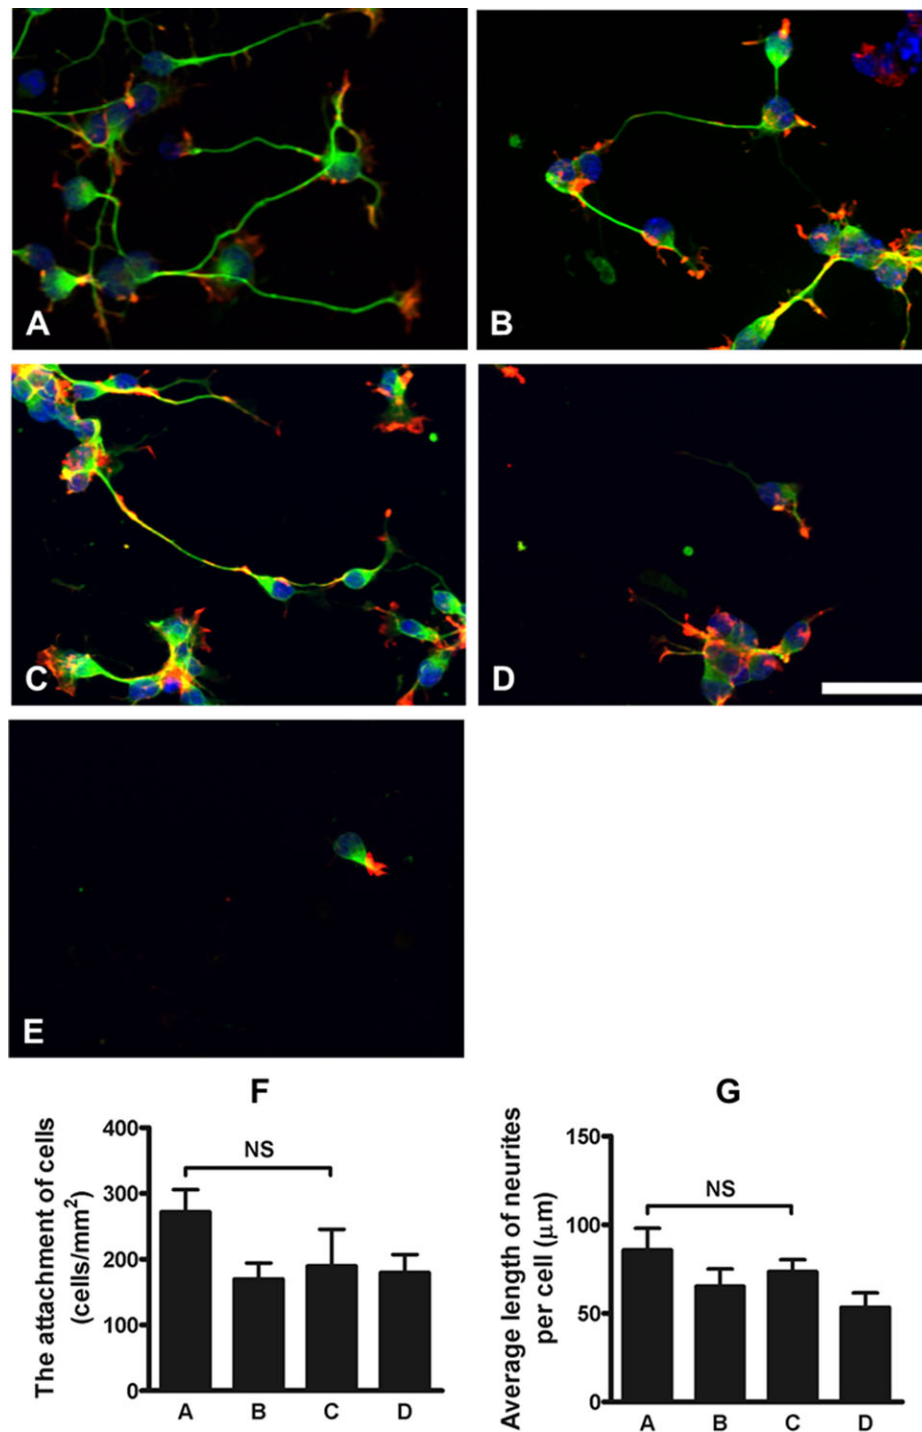 A
B
C
D
E
F
The attachment of cells
(cells/mm²)
400
300
200
100
0
NS
A B C D
G
Average length of neurites
per cell (μm)
150
100
50
0
NS
A B C D